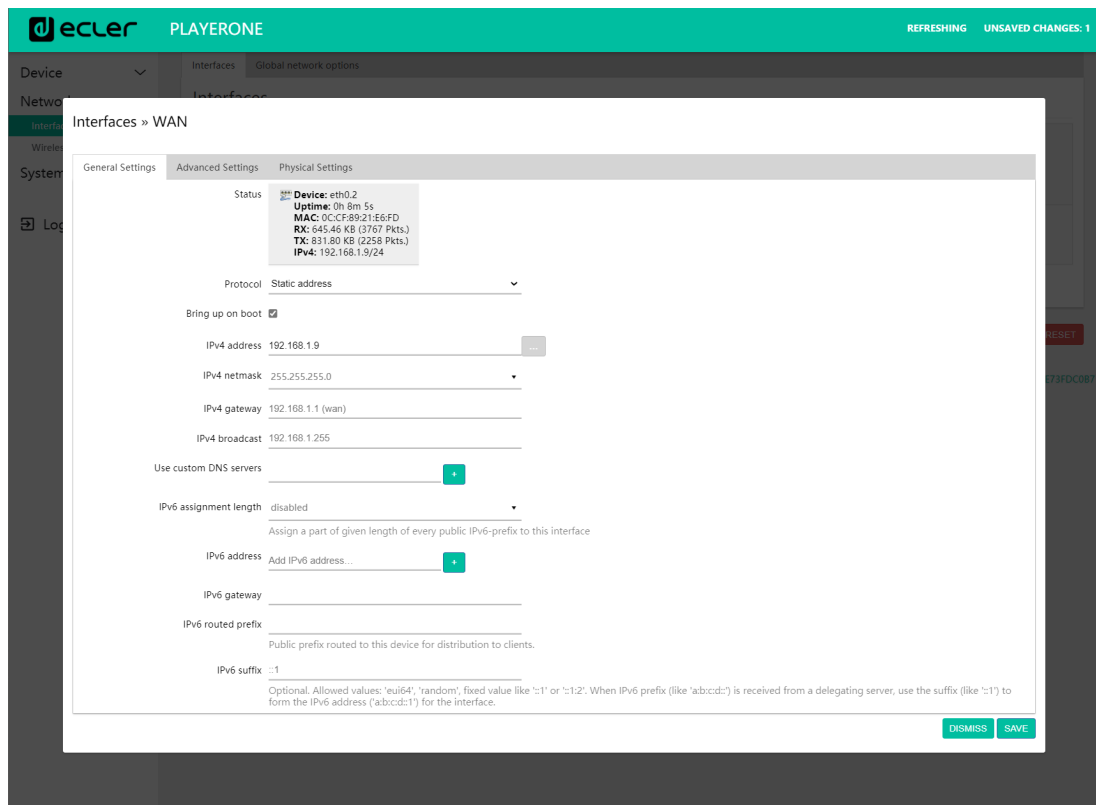 ecler PLAYERONE REFRESHING UNSAVED CHANGES: 1
Device
Interfaces Global network options
Interfaces
Netwo
Interfa
Wireles
System
Log
RESET
E73FDC087
Interfaces » WAN
General Settings Advanced Settings Physical Settings
Status
Device: eth0.2
Uptime: 0h 8m 5s
MAC: 0C:CF:89:21:E6:FD
RX: 645.46 KB (3767 Pkts.)
TX: 831.80 KB (2258 Pkts.)
IPv4: 192.168.1.9/24
Protocol Static address
Bring up on boot
IPv4 address 192.168.1.9 ...
IPv4 netmask 255.255.255.0
IPv4 gateway 192.168.1.1 (wan)
IPv4 broadcast 192.168.1.255
Use custom DNS servers +
IPv6 assignment length disabled
Assign a part of given length of every public IPv6-prefix to this interface
IPv6 address Add IPv6 address... +
IPv6 gateway
IPv6 routed prefix
Public prefix routed to this device for distribution to clients.
IPv6 suffix ::1
Optional. Allowed values: 'eui64', 'random', fixed value like '::1' or '::1:2'. When IPv6 prefix (like 'a:b:c:d::') is received from a delegating server, use the suffix (like '::1') to
form the IPv6 address ('a:b:c:d::1') for the interface.
DISMISS SAVE